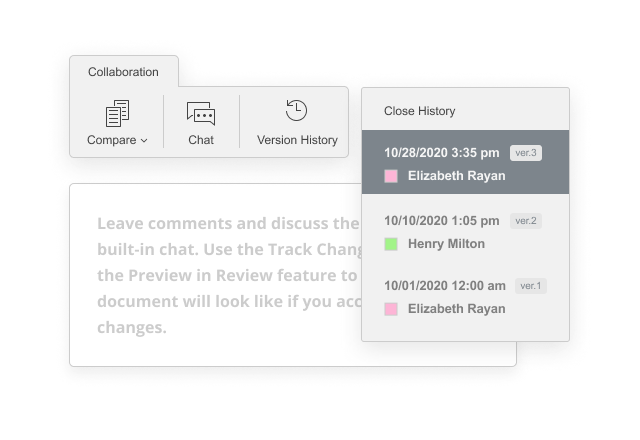 Collaboration
Compare
Chat
Version History
Close History
10/28/2020 3:35 pm ver.3
Elizabeth Rayan
10/10/2020 1:05 pm ver.2
Henry Milton
10/01/2020 12:00 am ver.1
Elizabeth Rayan
Leave comments and discuss the
built-in chat. Use the Track
the Preview in Review feature to
document will look like if you
changes.